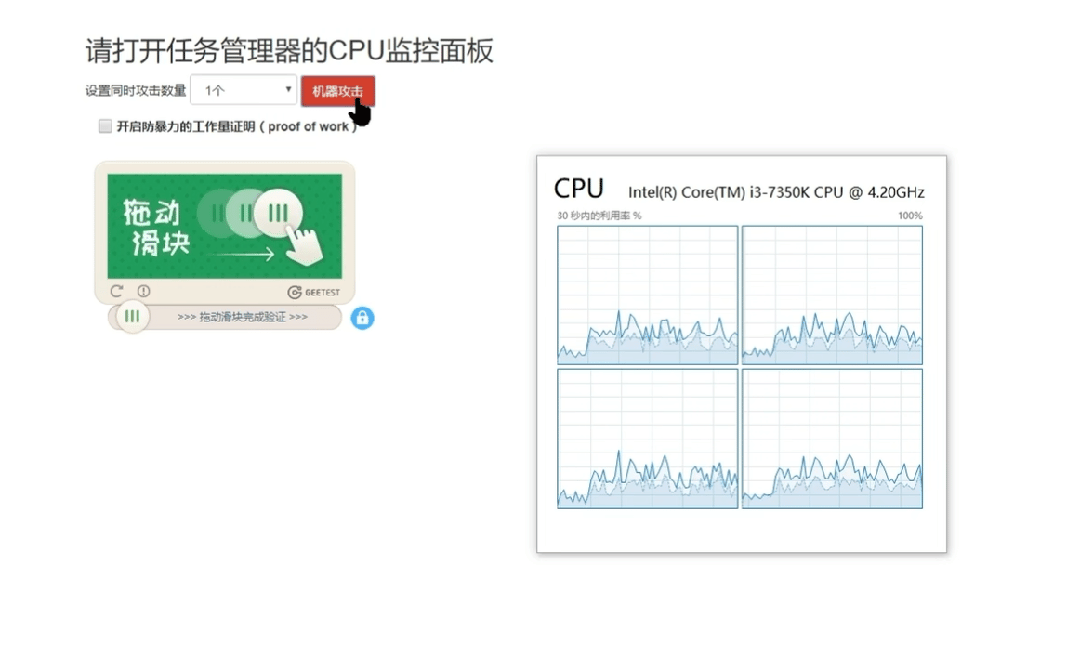 请打开任务管理器的CPU监控面板
设置同时攻击数量 1个 机器攻击
开启防暴力的工作量证明 ( proof of work )
拖动
滑块
GEETEST
>>> 拖动滑块完成验证 >>>
CPU Intel(R) Core(TM) i3-7350K CPU @ 4.20GHz
30 秒内的利用率 % 100%